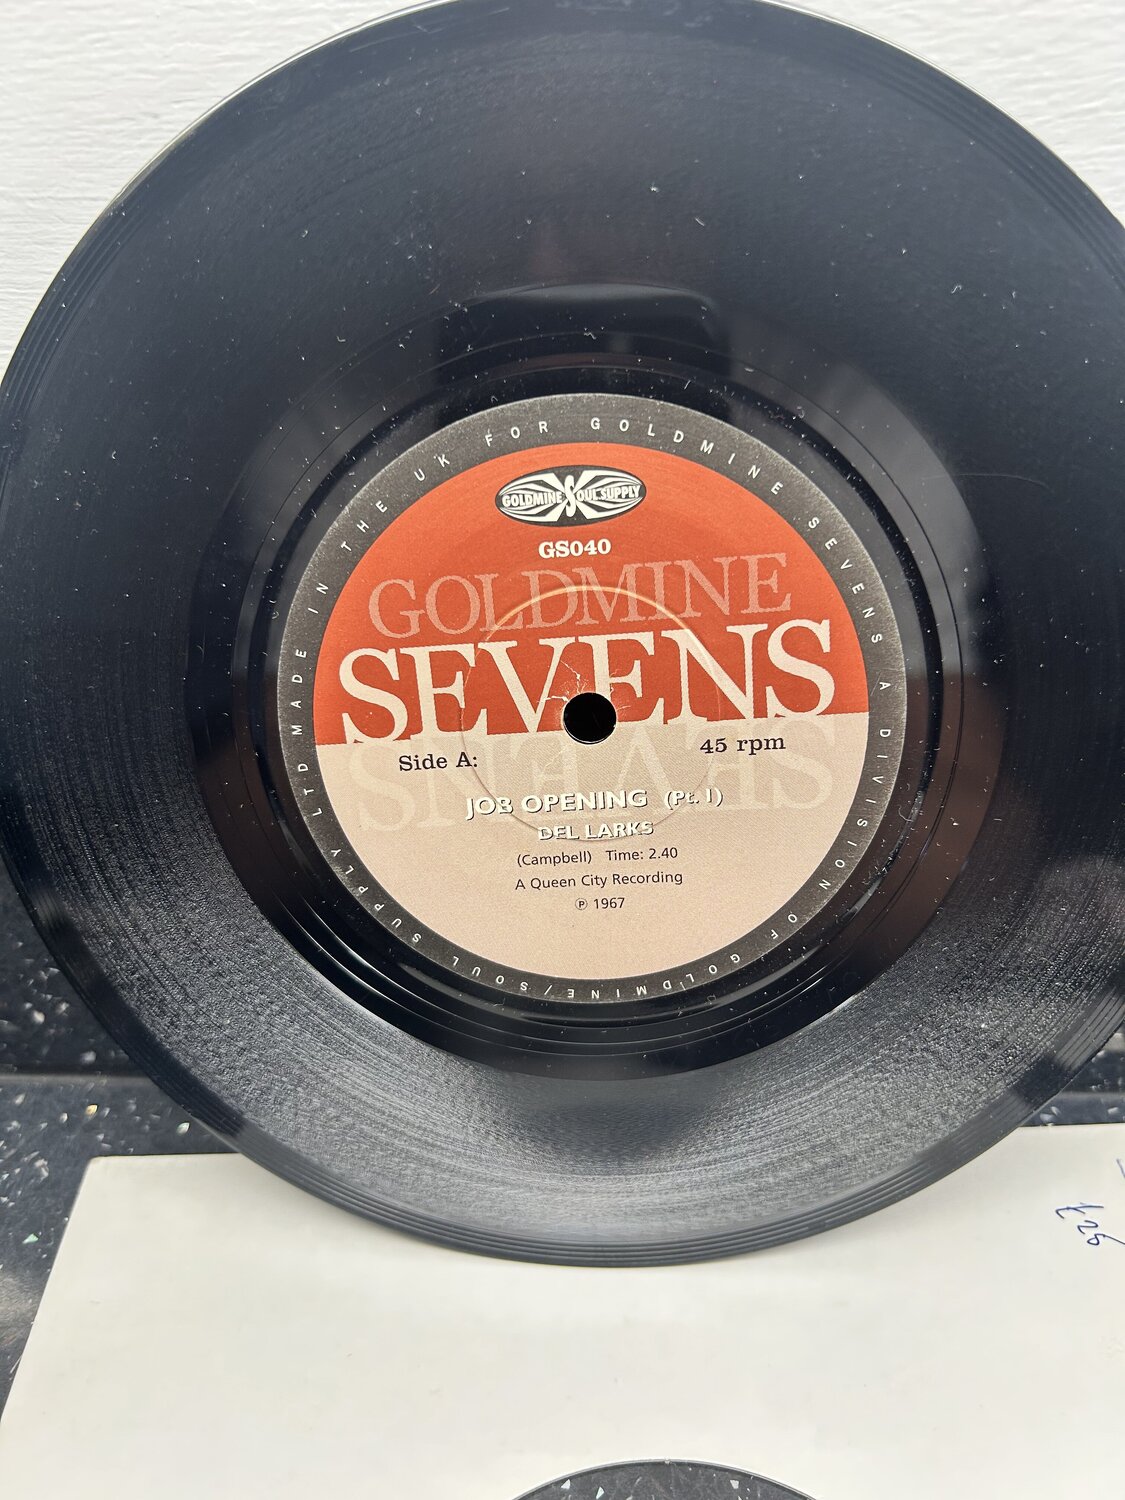 MADE IN THE UK FOR GOLDMINE SEVENS A DIVISION OF GOLDMINE/SOUL SUPPLY LTD
GOLDMINE SOUL SUPPLY
GS040
GOLDMINE
SEVENS
SEVENS
Side A:
45 rpm
JOB OPENING (Pt. I)
DEL LARKS
(Campbell) Time: 2.40
A Queen City Recording
℗ 1967